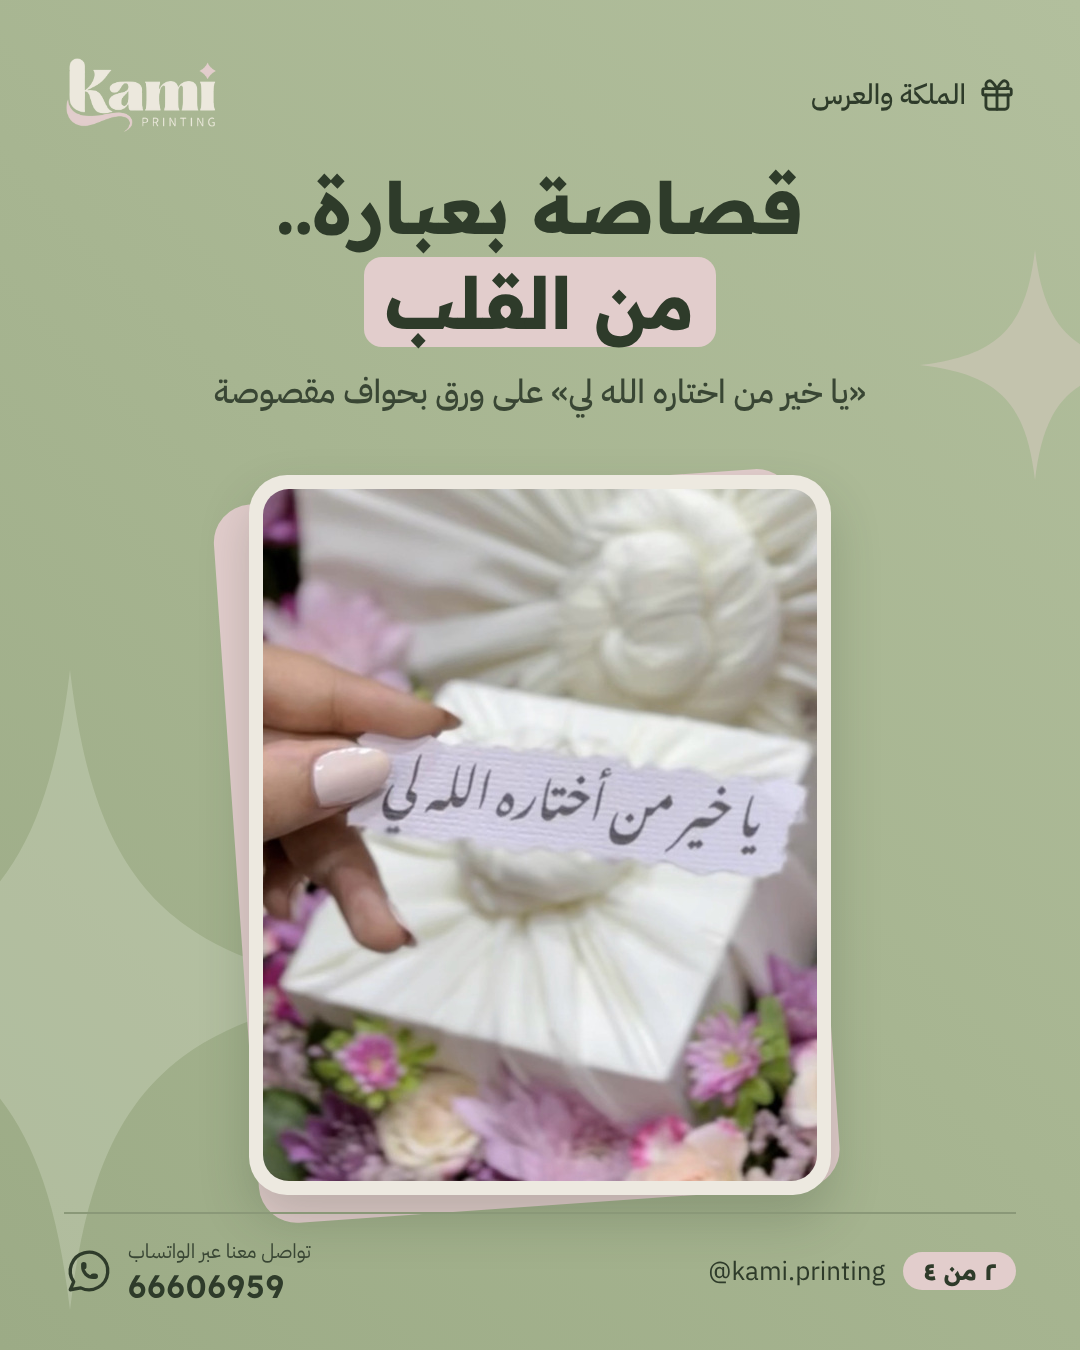 kami
PRINTING
الملكة والعرس
قصاصة بعبارة..
من القلب
«يا خير من اختاره الله لي» على ورق بحواف مقصوصة
يا خير من أختاره الله لي
تواصل معنا عبر الواتساب
66606959
@kami.printing
٢ من ٤